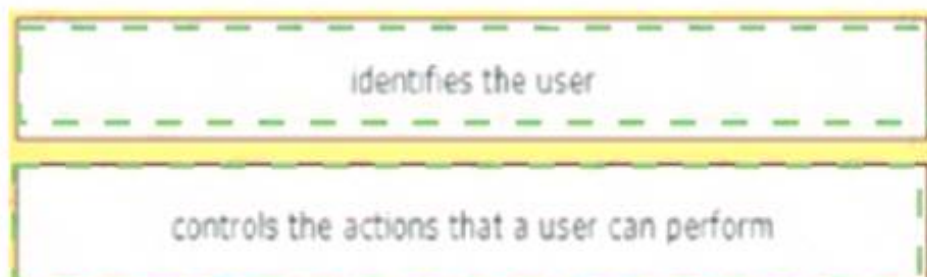 identifies the user
controls the actions that a user can perform